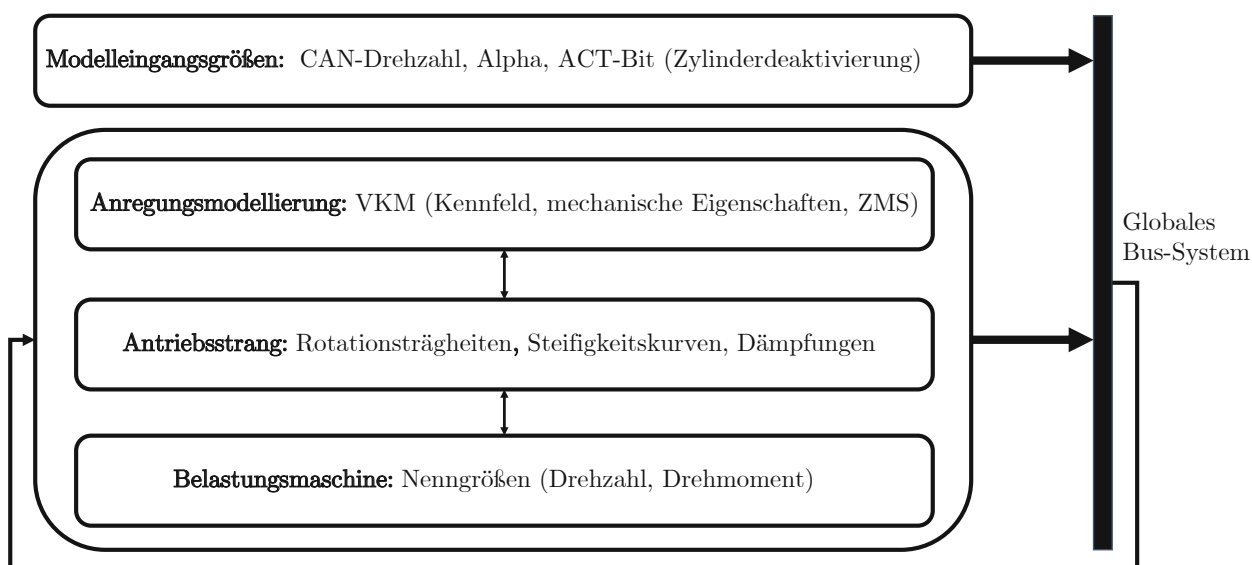 Modelleingangsgrößen: CAN-Drehzahl, Alpha, ACT-Bit (Zylinderdeaktivierung)
Anregungsmodellierung: VKM (Kennfeld, mechanische Eigenschaften, ZMS)
Globales
Bus-System
Antriebsstrang: Rotationsträgheiten, Steifigkeitskurven, Dämpfungen
Belastungsmaschine: Nenngrößen (Drehzahl, Drehmoment)